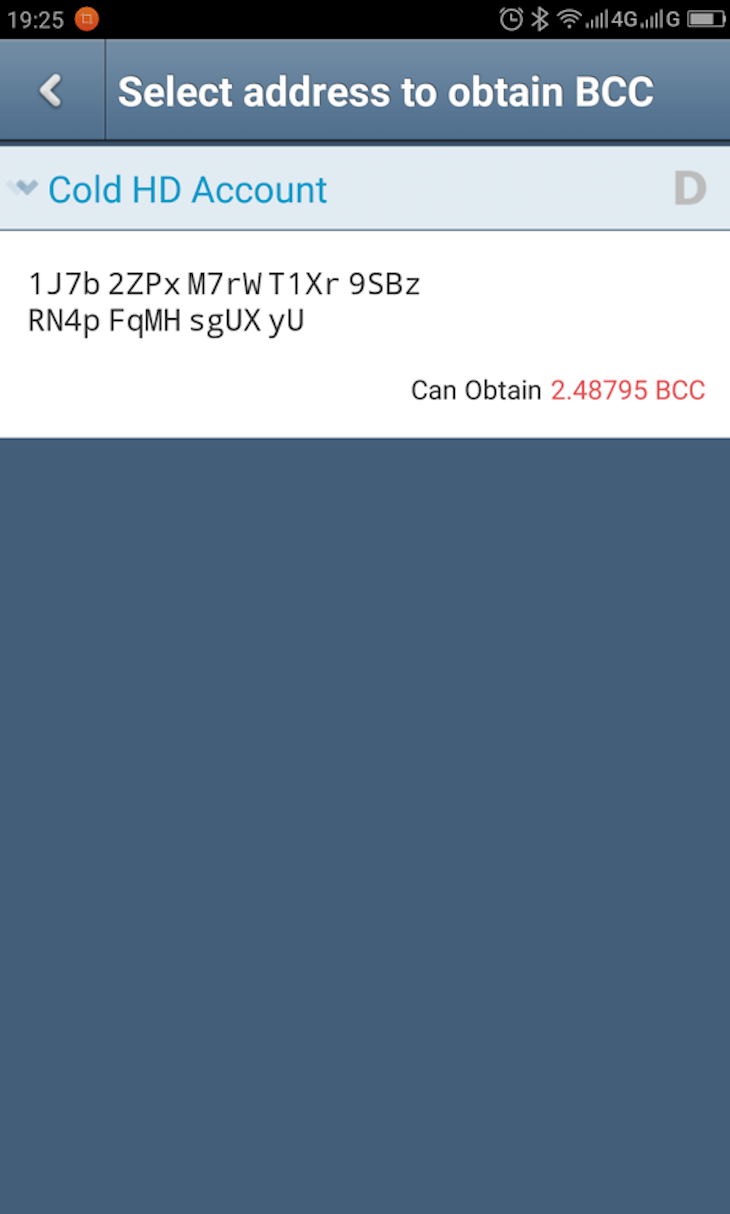 19:25 4G G
Select address to obtain BCC
Cold HD Account D
1J7b 2ZPx M7rW T1Xr 9SBz
RN4p FqMH sgUX yU
Can Obtain 2.48795 BCC